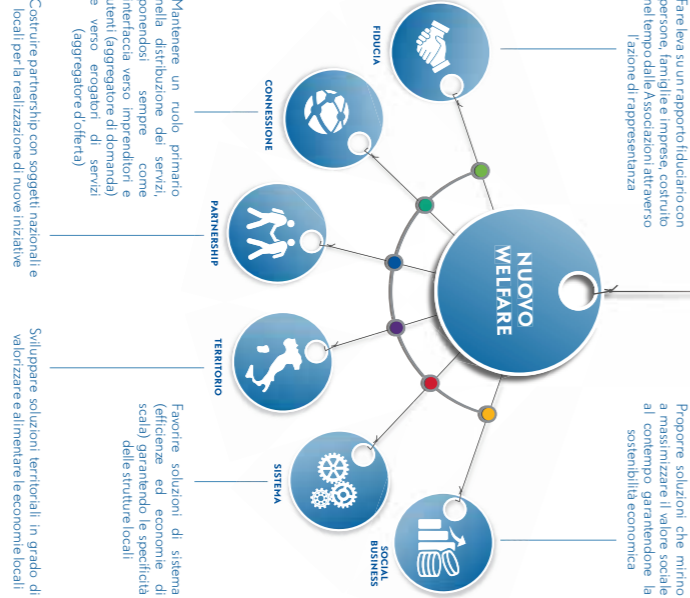 Fare leva su un rapporto fiduciario con
persone, famiglie e imprese, costruito
nel tempo dalle Associazioni attraverso
l'azione di rappresentanza
NUOVO
WELFARE
Proporre soluzioni che mirino
a massimizzare il valore sociale
al contempo garantendone la
sostenibilità economica
FIDUCIA
SOCIAL
BUSINESS
CONNESSIONE
SISTEMA
PARTNERSHIP
TERRITORIO
Mantenere un ruolo primario
nella distribuzione dei servizi,
ponendosi sempre come
interfaccia verso imprenditori e
utenti (aggregatore di domanda)
e verso erogatori di servizi
(aggregatore d'offerta)
Favorire soluzioni di sistema
(efficienze ed economie di
scala) garantendo le specificità
delle strutture locali
Costruire partnership con soggetti nazionali e
locali per la realizzazione di nuove iniziative
Sviluppare soluzioni territoriali in grado di
valorizzare e alimentare le economie locali